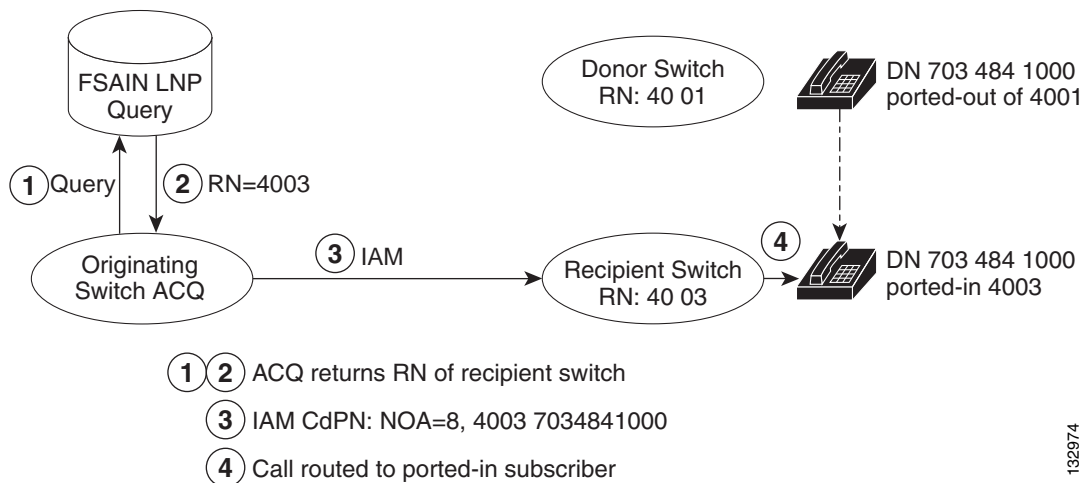 FSAIN LNP
Query
1 Query
2 RN=4003
Originating
Switch ACQ
3 IAM
Donor Switch
RN: 40 01
DN 703 484 1000
ported-out of 4001
Recipient Switch
RN: 40 03
4
DN 703 484 1000
ported-in 4003
1 2 ACQ returns RN of recipient switch
3 IAM CdPN: NOA=8, 4003 7034841000
4 Call routed to ported-in subscriber
132974